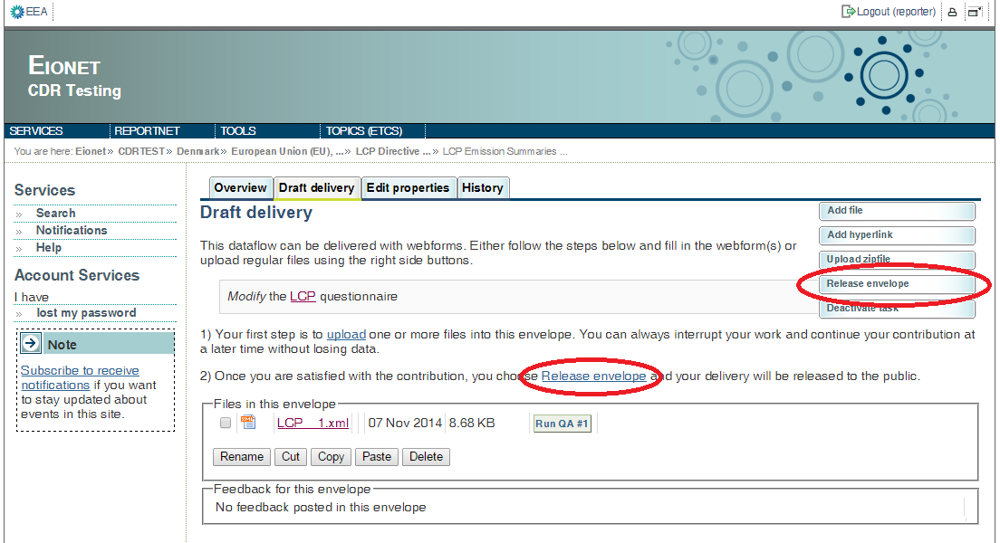 EEA
Logout (reporter)
EIONET
CDR Testing
SERVICES REPORTNET TOOLS TOPICS (ETCS)
You are here: Eionet» CDRTEST» Denmark» European Union (EU), ...» LCP Directive ...» LCP Emission Summaries ...
Services
» Search
» Notifications
» Help
Account Services
I have
» lost my password
Note
Subscribe to receive
notifications if you want
to stay updated about
events in this site.
Overview Draft delivery Edit properties History
Draft delivery
Add file
Add hyperlink
Upload zipfile
Release envelope
Deactivate task
This dataflow can be delivered with webforms. Either follow the steps below and fill in the webform(s) or
upload regular files using the right side buttons.
Modify the LCP questionnaire
1) Your first step is to upload one or more files into this envelope. You can always interrupt your work and continue your contribution at
a later time without losing data.
2) Once you are satisfied with the contribution, you choose Release envelope and your delivery will be released to the public.
Files in this envelope
XML LCP__1.xml 07 Nov 2014 8.68 KB Run QA #1
Rename Cut Copy Paste Delete
Feedback for this envelope
No feedback posted in this envelope